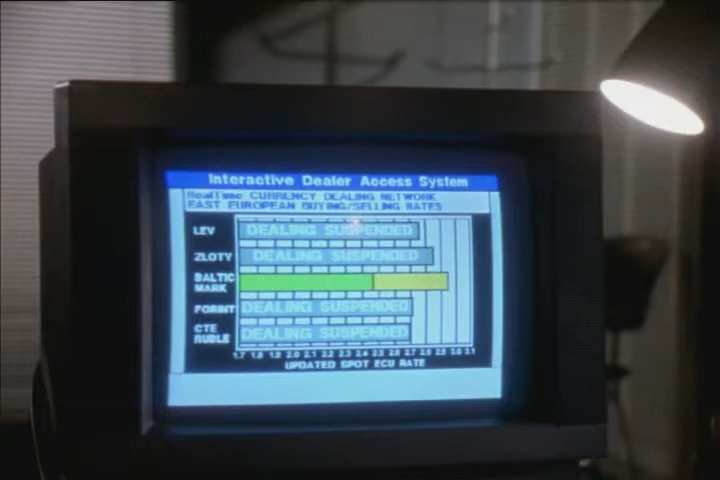 Interactive Dealer Access System
RealTime CURRENCY DEALING NETWORK
EAST EUROPEAN BUYING/SELLING RATES
LEV DEALING SUSPENDED
ZLOTY DEALING SUSPENDED
BALTIC
MARK
FORINT DEALING SUSPENDED
CTE
RUBLE DEALING SUSPENDED
1.7 1.8 1.9 2.0 2.1 2.2 2.3 2.4 2.5 2.6 2.7 2.8 2.9 3.0 3.1
UPDATED SPOT ECU RATE